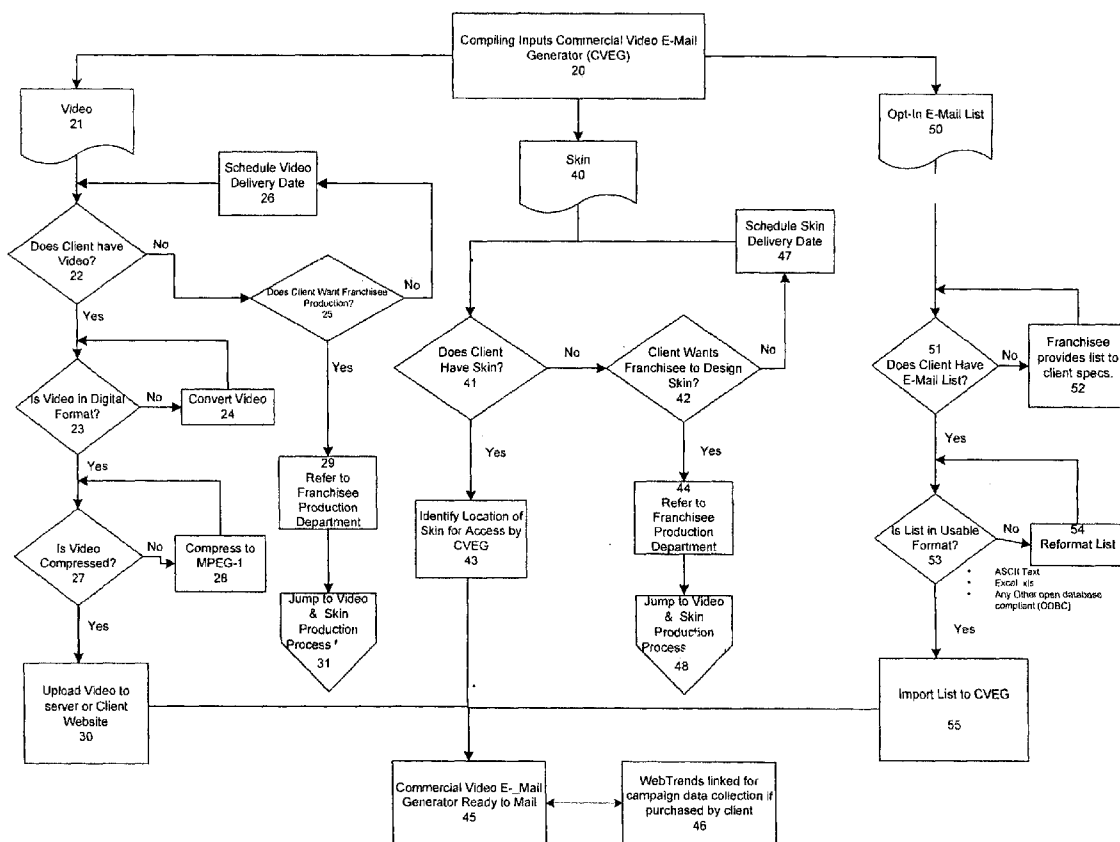 Compiling Inputs Commercial Video E-Mail
Generator (CVEG)
20
Video
21
Schedule Video
Delivery Date
26
Does Client have
Video?
22
No
Does Client Want Franchisee
Production?
25
No
Yes
Yes
Is Video in Digital
Format?
23
No
Convert Video
24
Yes
29
Refer to
Franchisee
Production
Department
Is Video
Compressed?
27
No
Compress to
MPEG-1
28
Yes
Jump to Video
& Skin
Production
Process
31
Upload Video to
server or Client
Website
30
Skin
40
Schedule Skin
Delivery Date
47
Does Client
Have Skin?
41
No
Client Wants
Franchisee to Design
Skin?
42
No
Yes
Yes
Identify Location of
Skin for Access by
CVEG
43
44
Refer to
Franchisee
Production
Department
Jump to Video
& Skin
Production
Process
48
Opt-In E-Mail List
50
51
Does Client Have
E-Mail List?
No
Franchisee
provides list to
client specs.
52
Yes
Is List in Usable
Format?
53
No
54
Reformat List
• ASCII Text
• Excel .xls
• Any Other open database
compliant (ODBC)
Yes
Import List to CVEG
55
Commercial Video E-_Mail
Generator Ready to Mail
45
WebTrends linked for
campaign data collection if
purchased by client
46